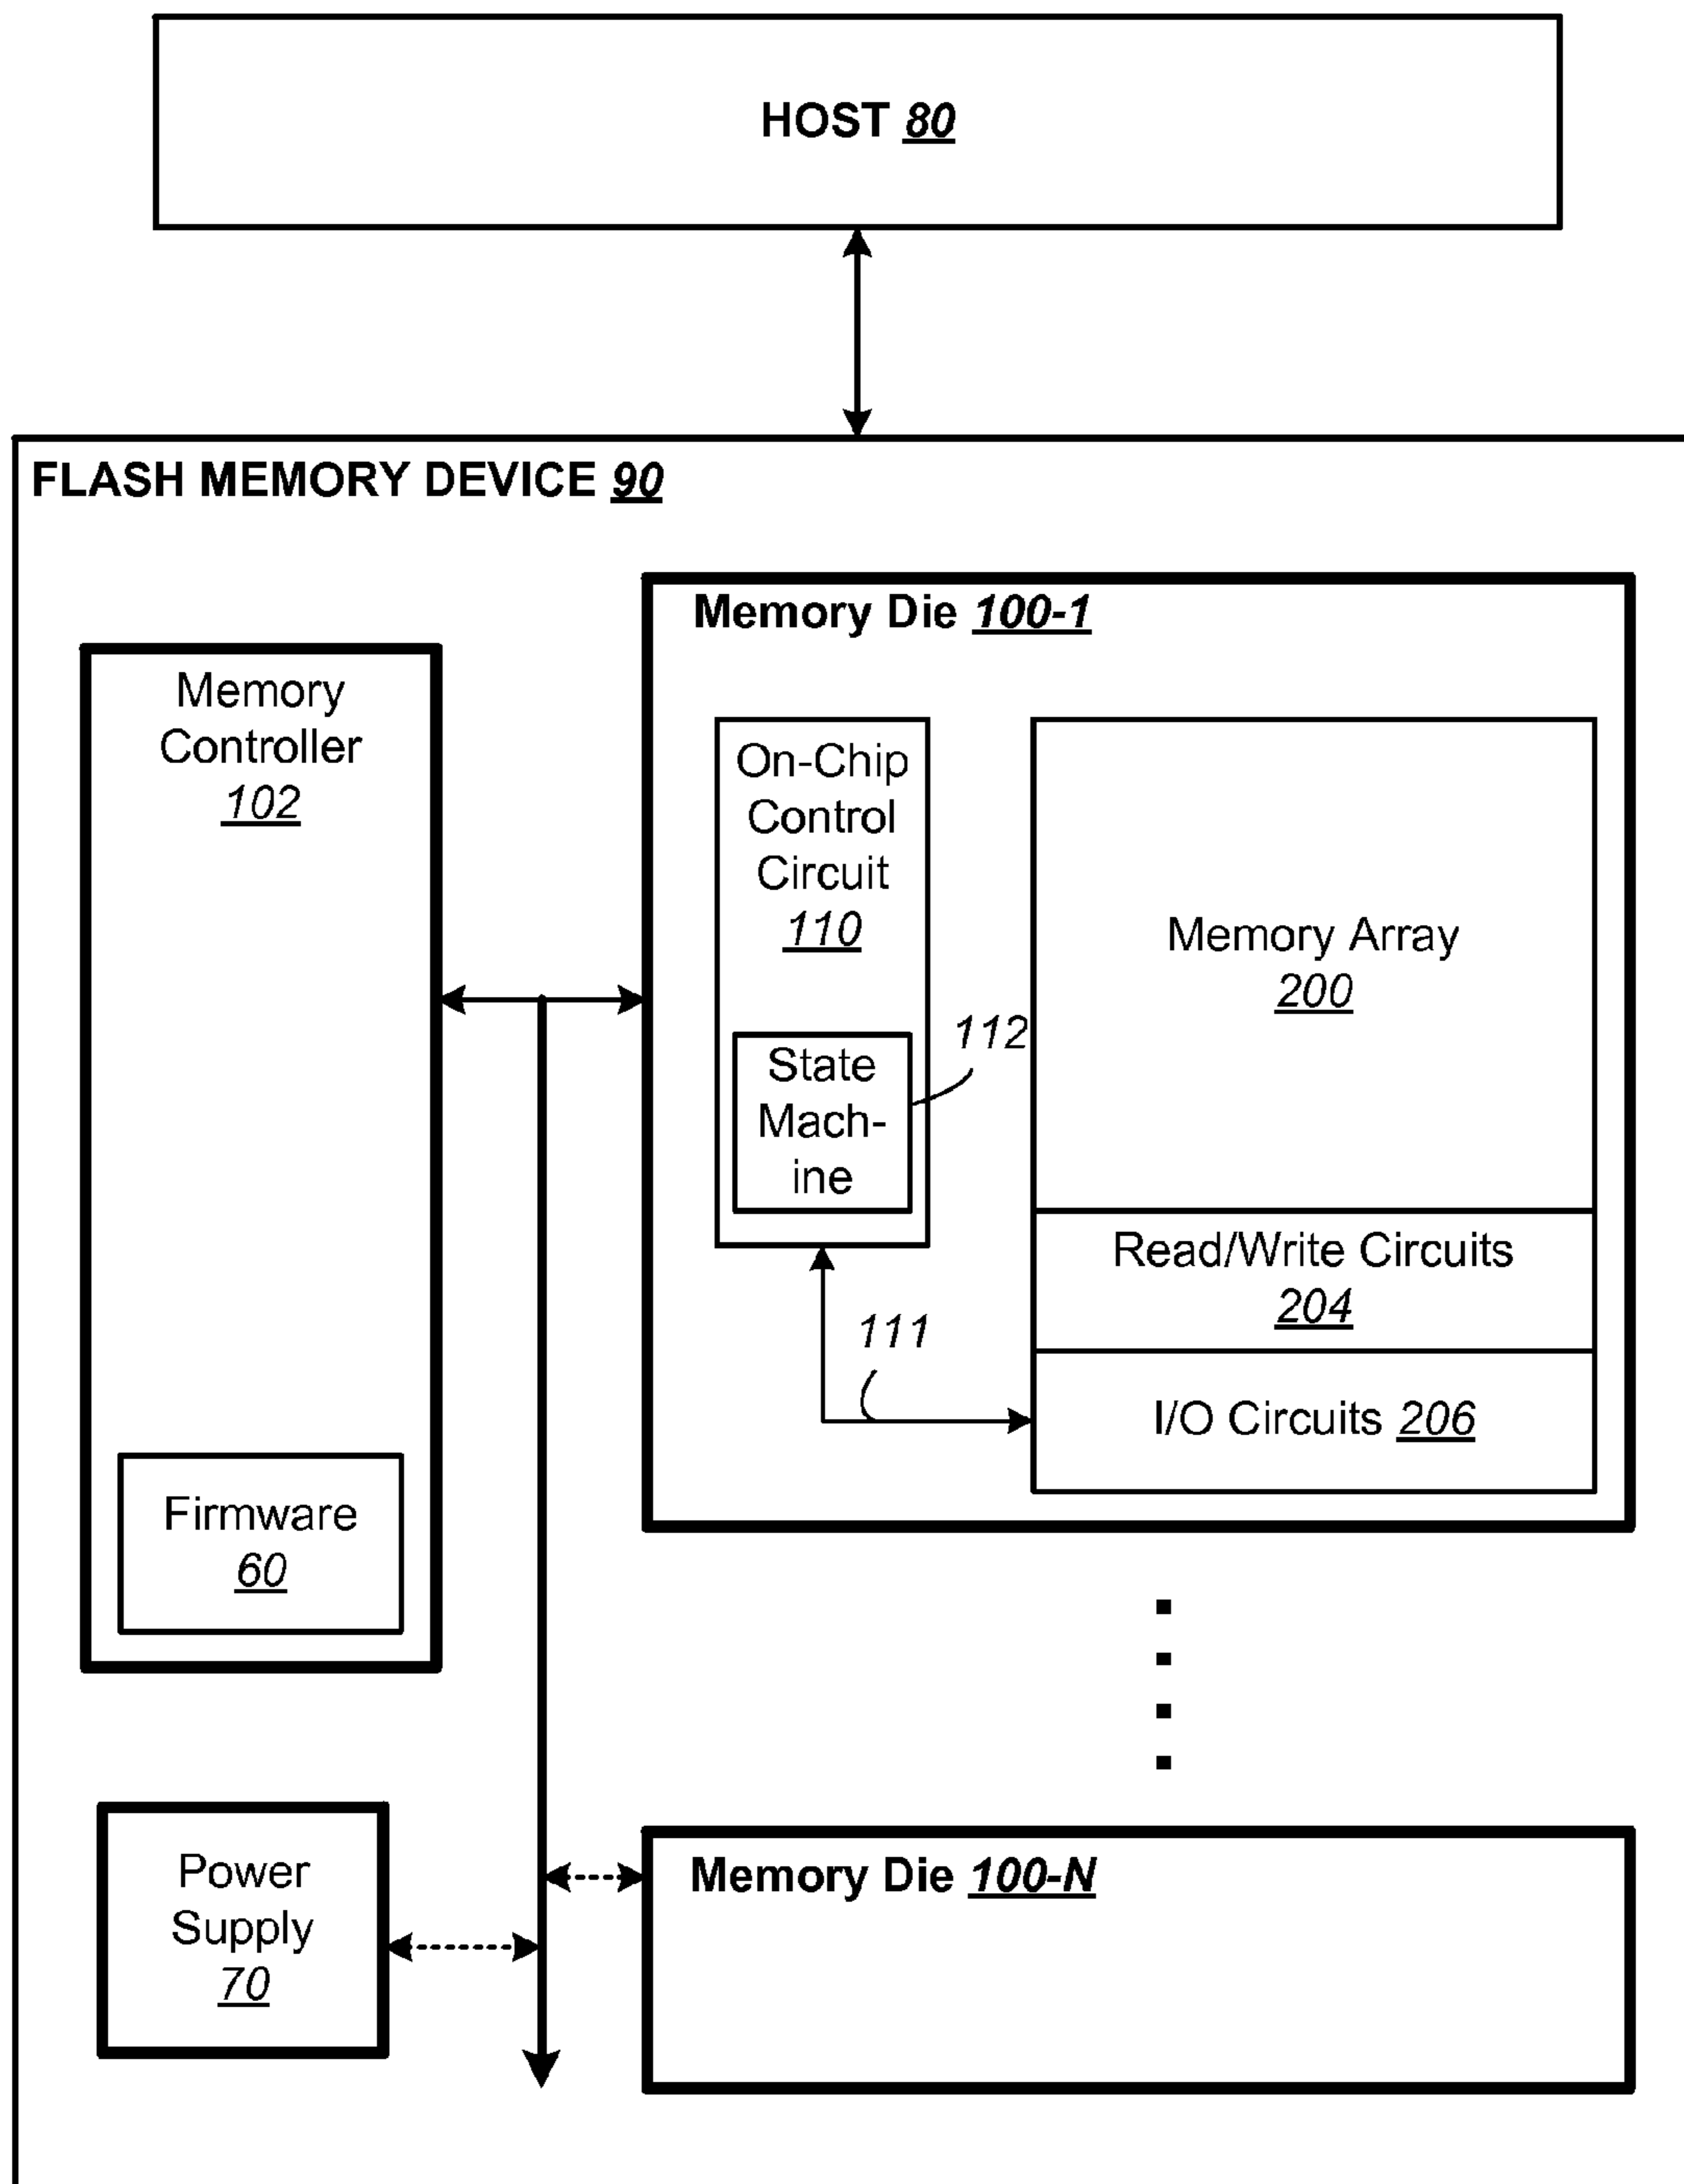 HOST 80
FLASH MEMORY DEVICE 90
Memory Die 100-1
Memory
Controller
102
On-Chip
Control
Circuit
110
State
Mach-
ine
112
Memory Array
200
Read/Write Circuits
204
111
I/O Circuits 206
Firmware
60
Power
Supply
70
Memory Die 100-N